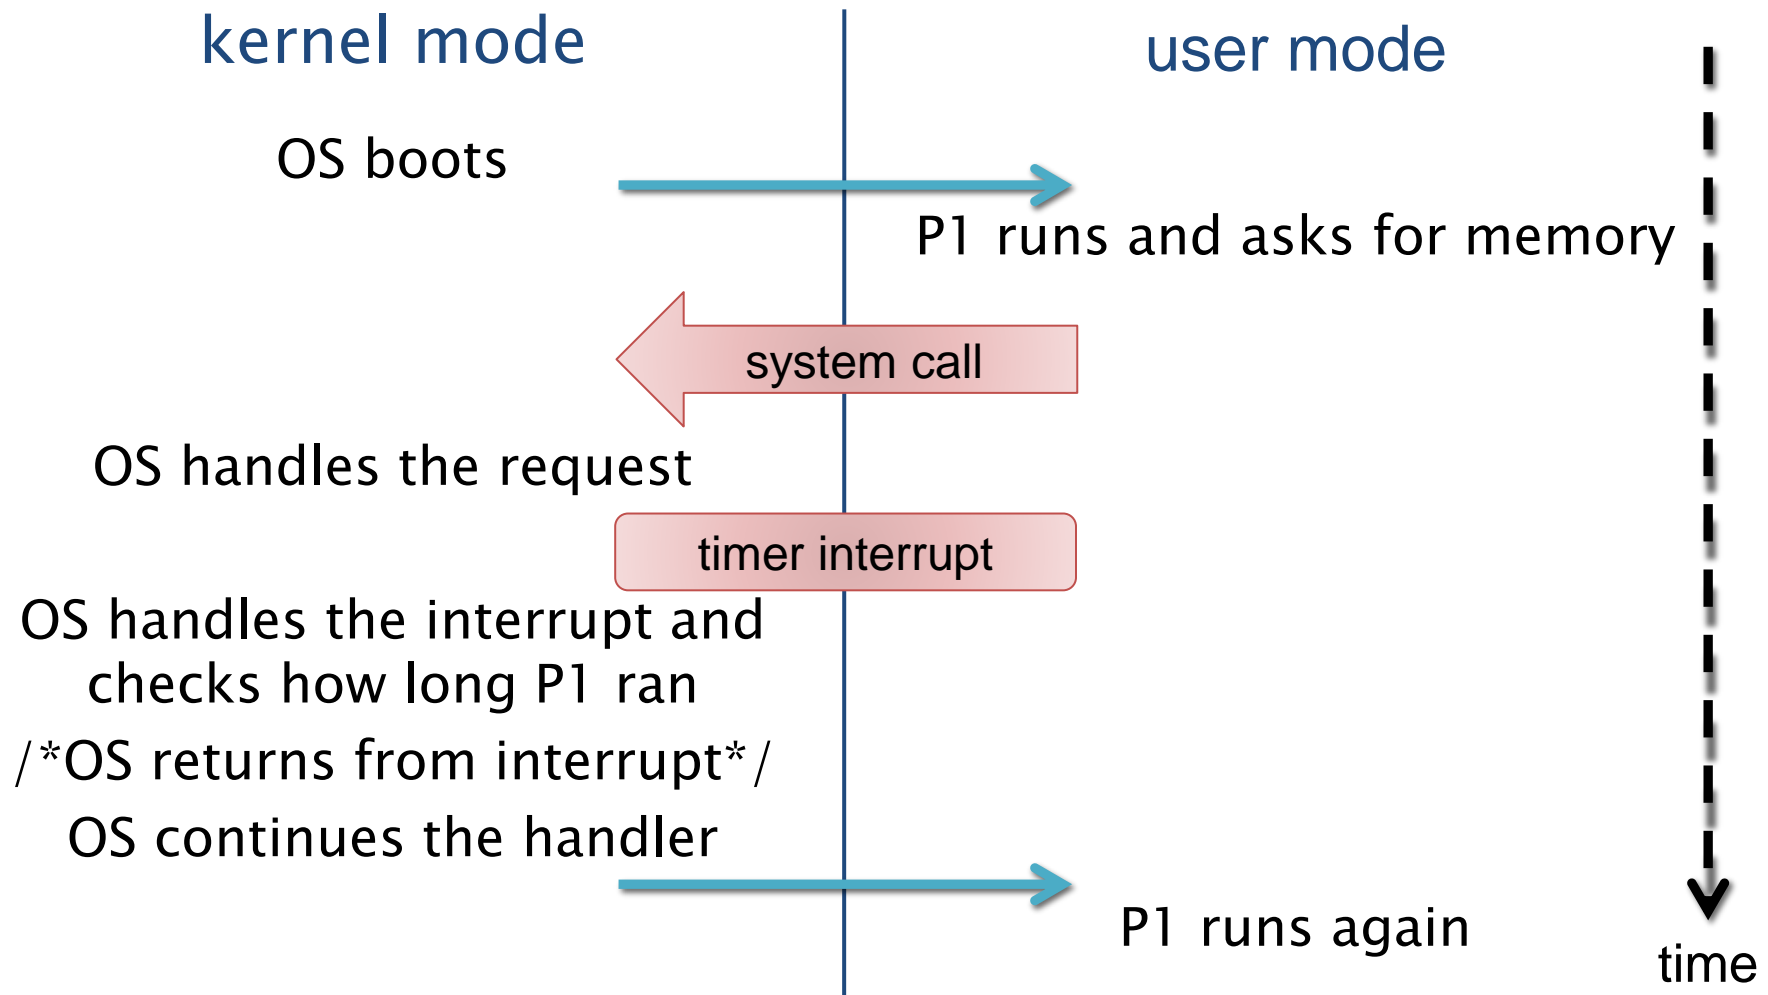 kernel mode
user mode
OS boots
P1 runs and asks for memory
system call
OS handles the request
timer interrupt
OS handles the interrupt and
checks how long P1 ran
/*OS returns from interrupt*/
OS continues the handler
P1 runs again
time